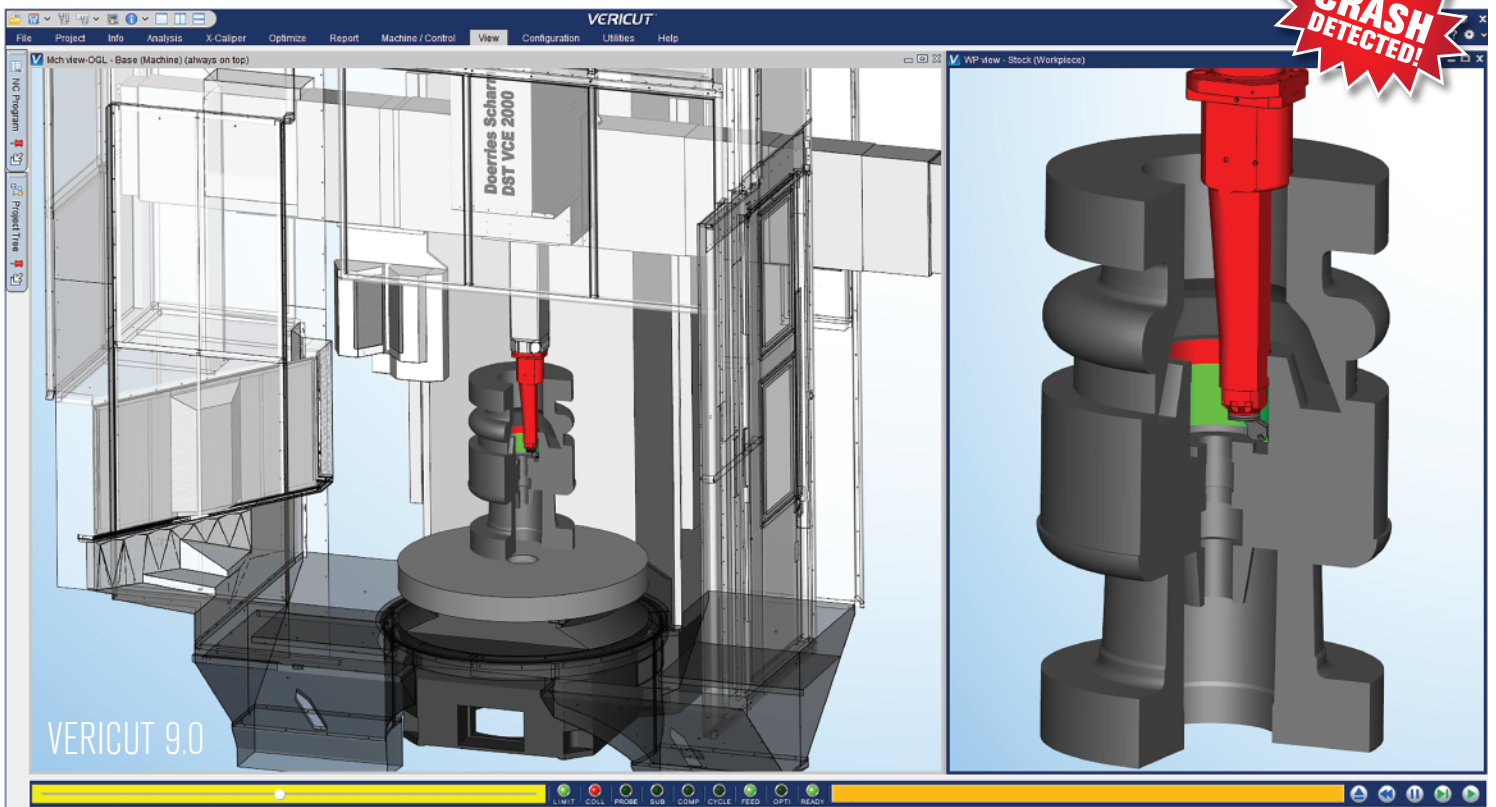 VERICUT
CRASH
DETECTED!
File Project Info Analysis X-Caliper Optimize Report Machine / Control View Configuration Utilities Help
NC Program
Project Tree
Mch view-OGL - Base (Machine) (always on top)
WP view - Stock (Workpiece)
Doerries Scharm
DST VCE 2000
VERICUT 9.0
LIMIT COLL PROBE SUB COMP CYCLE FEED OPTI READY